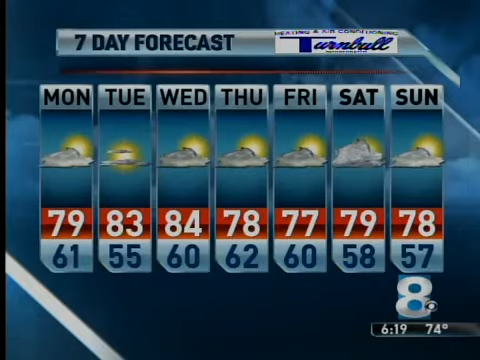 HEATING & AIR CONDITIONING
7 DAY FORECAST Turnbull
MON TUE WED THU FRI SAT SUN
79 83 84 78 77 79 78
61 55 60 62 60 58 57
8
6:19 74°